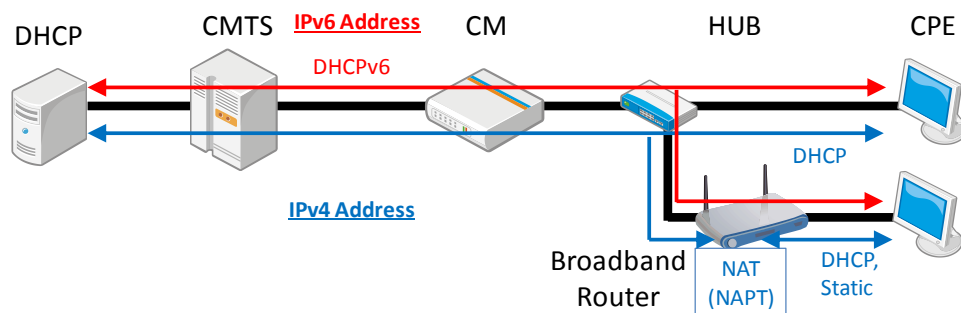 DHCP
CMTS
IPv6 Address
CM
HUB
CPE
DHCPv6
DHCP
IPv4 Address
Broadband
Router
NAT
(NAPT)
DHCP,
Static